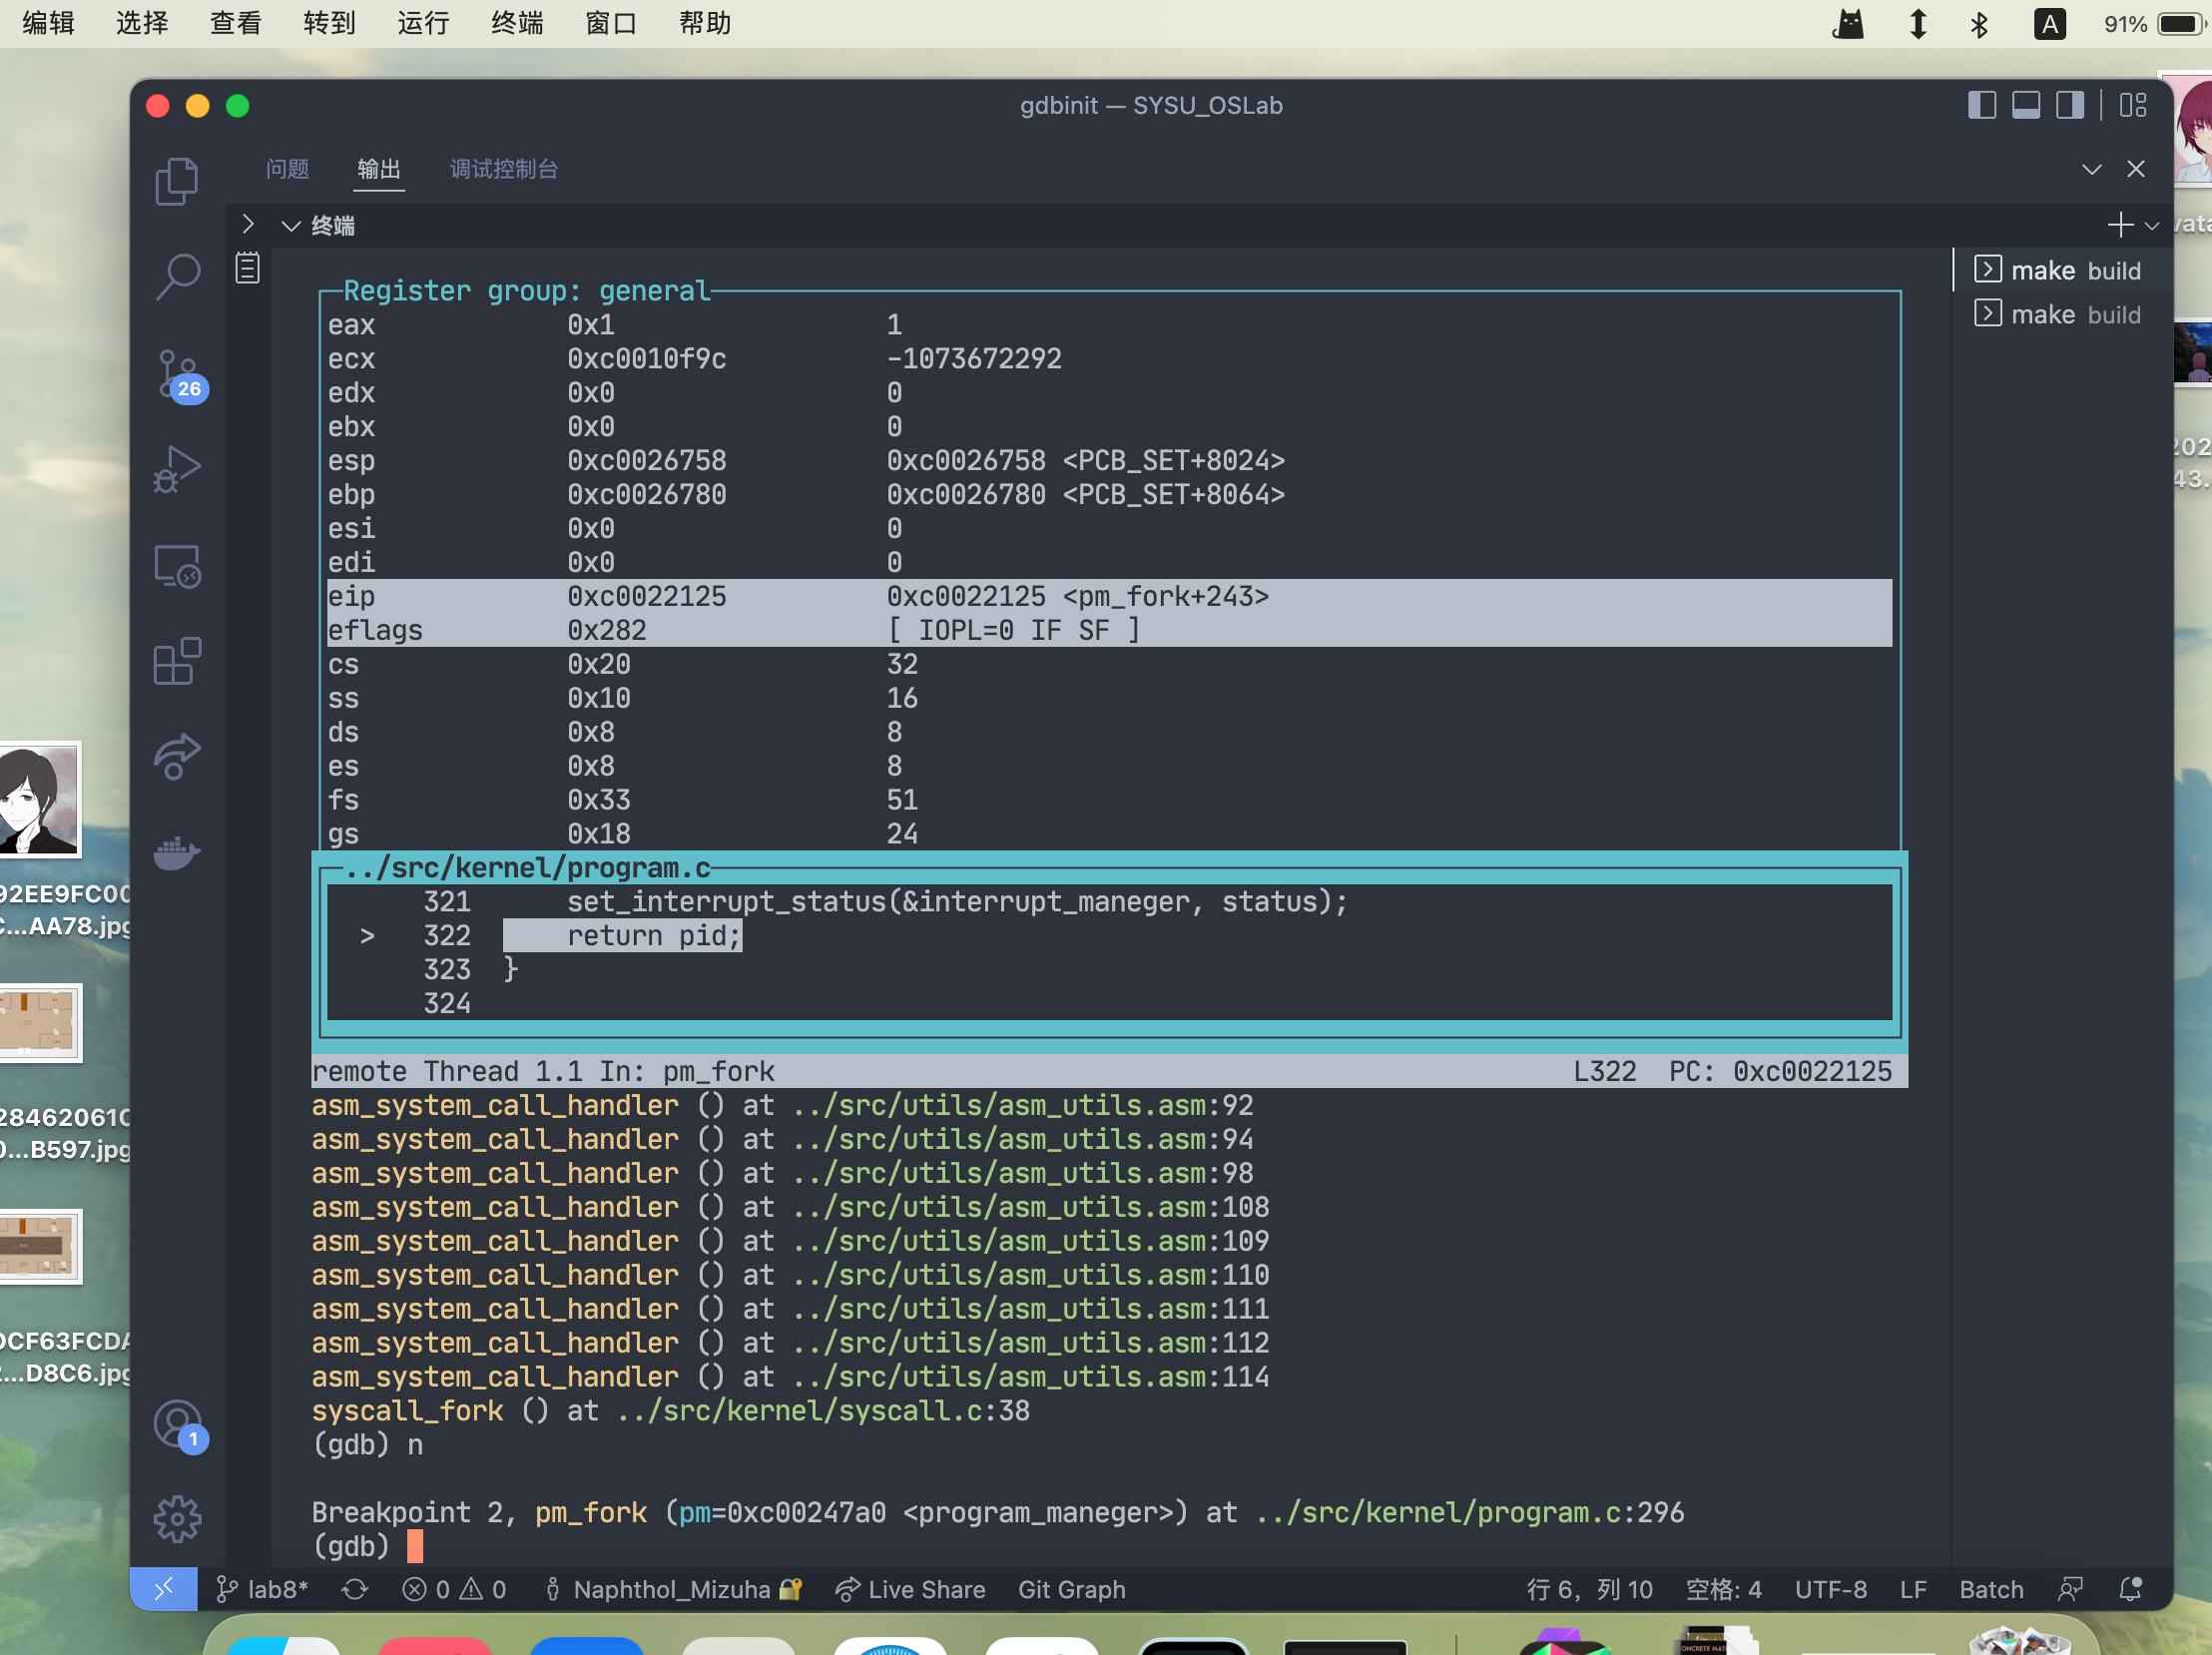 编辑 选择 查看 转到 运行 终端 窗口 帮助 A 91%
gdbinit — SYSU_OSLab
问题 输出 调试控制台
终端
make build
make build
26
Register group: general
eax 0x1 1
ecx 0xc0010f9c -1073672292
edx 0x0 0
ebx 0x0 0
esp 0xc0026758 0xc0026758 <PCB_SET+8024>
ebp 0xc0026780 0xc0026780 <PCB_SET+8064>
esi 0x0 0
edi 0x0 0
eip 0xc0022125 0xc0022125 <pm_fork+243>
eflags 0x282 [ IOPL=0 IF SF ]
cs 0x20 32
ss 0x10 16
ds 0x8 8
es 0x8 8
fs 0x33 51
gs 0x18 24
../src/kernel/program.c
321 set_interrupt_status(&interrupt_maneger, status);
> 322 return pid;
323 }
324
remote Thread 1.1 In: pm_fork L322 PC: 0xc0022125
asm_system_call_handler () at ../src/utils/asm_utils.asm:92
asm_system_call_handler () at ../src/utils/asm_utils.asm:94
asm_system_call_handler () at ../src/utils/asm_utils.asm:98
asm_system_call_handler () at ../src/utils/asm_utils.asm:108
asm_system_call_handler () at ../src/utils/asm_utils.asm:109
asm_system_call_handler () at ../src/utils/asm_utils.asm:110
asm_system_call_handler () at ../src/utils/asm_utils.asm:111
asm_system_call_handler () at ../src/utils/asm_utils.asm:112
asm_system_call_handler () at ../src/utils/asm_utils.asm:114
syscall_fork () at ../src/kernel/syscall.c:38
(gdb) n
Breakpoint 2, pm_fork (pm=0xc00247a0 <program_maneger>) at ../src/kernel/program.c:296
(gdb)
1
lab8* 0 0 Naphthol_Mizuha 🔐 Live Share Git Graph 行 6，列 10 空格: 4 UTF-8 LF Batch
92EE9FC00
C...AA78.jpg
284620610
0...B597.jpg
DCF63FCDA
2...D8C6.jpg
vata
202
43.